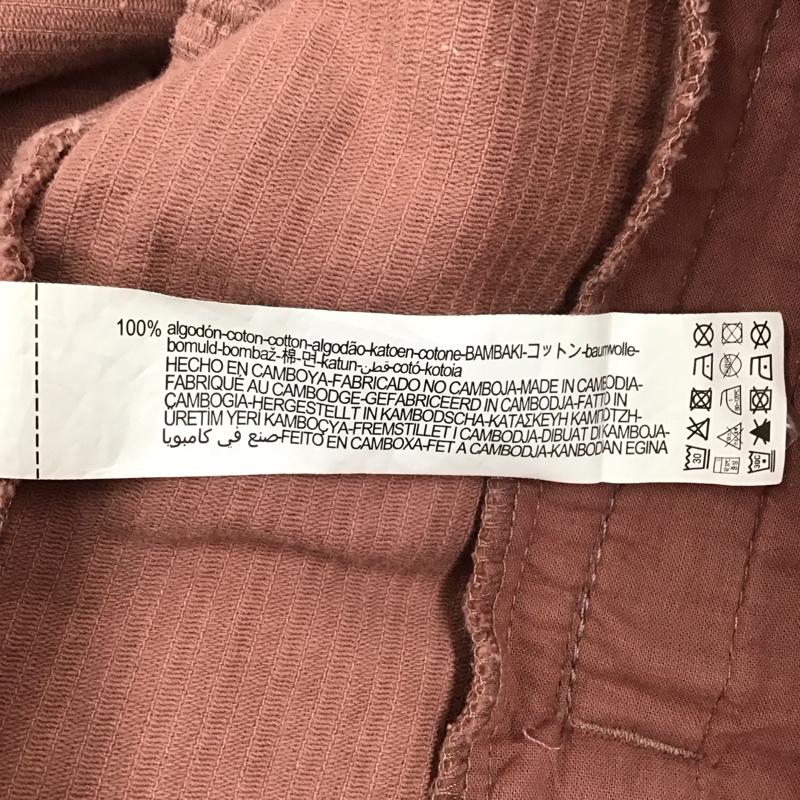 100% algodón-coton-cotton-algodão-katoen-cotone-BAMBAKI-コットン-baumwolle-
bomuld-bombaž-棉-면-katun-قطن-cotó-kotoia
HECHO EN CAMBOYA-FABRICADO NO CAMBOJA-MADE IN CAMBODIA-
FABRIQUÉ AU CAMBODGE-GEFABRICEERD IN CAMBODJA-FATTO IN
CAMBOGIA-HERGESTELLT IN KAMBODSCHA-ΚΑΤΑΣΚΕΥΗ ΚΑΜΠΟΤΖΗ-
ÜRETİM YERİ KAMBOÇYA-FREMSTILLET I CAMBODJA-DIBUAT DI KAMBOJA-
صنع في كامبوديا-FEITO EN CAMBOXA-FET A CAMBODJA-KANBODAN EGINA
30